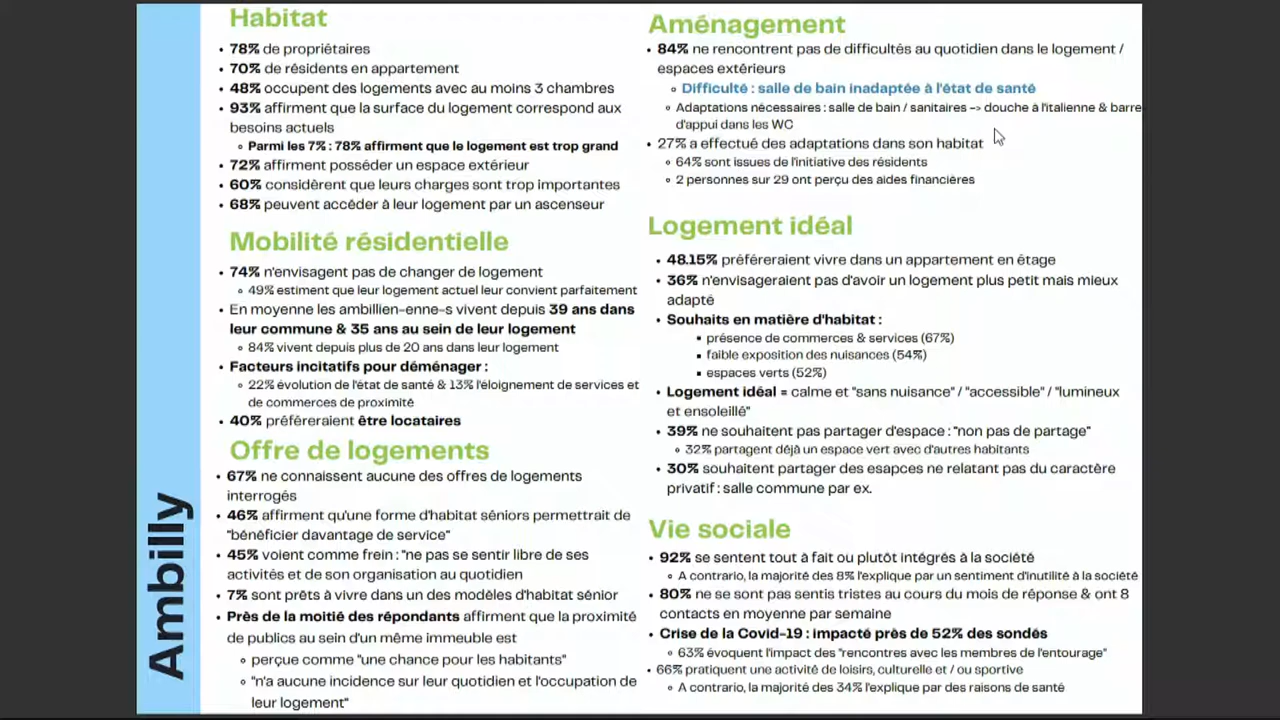 Ambilly
Habitat
• 78% de propriétaires
• 70% de résidents en appartement
• 48% occupent des logements avec au moins 3 chambres
• 93% affirment que la surface du logement correspond aux
besoins actuels
∘ Parmi les 7% : 78% affirment que le logement est trop grand
• 72% affirment posséder un espace extérieur
• 60% considèrent que leurs charges sont trop importantes
• 68% peuvent accéder à leur logement par un ascenseur
Mobilité résidentielle
• 74% n'envisagent pas de changer de logement
∘ 49% estiment que leur logement actuel leur convient parfaitement
• En moyenne les ambillien-enne-s vivent depuis 39 ans dans
leur commune & 35 ans au sein de leur logement
∘ 84% vivent depuis plus de 20 ans dans leur logement
• Facteurs incitatifs pour déménager :
∘ 22% évolution de l'état de santé & 13% l'éloignement de services et
de commerces de proximité
• 40% préféreraient être locataires
Offre de logements
• 67% ne connaissent aucune des offres de logements
interrogés
• 46% affirment qu'une forme d'habitat séniors permettrait de
"bénéficier davantage de service"
• 45% voient comme frein : "ne pas se sentir libre de ses
activités et de son organisation au quotidien
• 7% sont prêts à vivre dans un des modèles d'habitat sénior
• Près de la moitié des répondants affirment que la proximité
de publics au sein d'un même immeuble est
∘ perçue comme "une chance pour les habitants"
∘ "n'a aucune incidence sur leur quotidien et l'occupation de
leur logement"
Aménagement
• 84% ne rencontrent pas de difficultés au quotidien dans le logement /
espaces extérieurs
∘ Difficulté : salle de bain inadaptée à l'état de santé
∘ Adaptations nécessaires : salle de bain / sanitaires -> douche à l'italienne & barre
d'appui dans les WC
• 27% a effectué des adaptations dans son habitat
∘ 64% sont issues de l'initiative des résidents
∘ 2 personnes sur 29 ont perçu des aides financières
Logement idéal
• 48.15% préféreraient vivre dans un appartement en étage
• 36% n'envisageraient pas d'avoir un logement plus petit mais mieux
adapté
• Souhaits en matière d'habitat :
▪ présence de commerces & services (67%)
▪ faible exposition des nuisances (54%)
▪ espaces verts (52%)
• Logement idéal = calme et "sans nuisance" / "accessible" / "lumineux
et ensoleillé"
• 39% ne souhaitent pas partager d'espace : "non pas de partage"
∘ 32% partagent déjà un espace vert avec d'autres habitants
• 30% souhaitent partager des esapces ne relatant pas du caractère
privatif : salle commune par ex.
Vie sociale
• 92% se sentent tout à fait ou plutôt intégrés à la société
∘ A contrario, la majorité des 8% l'explique par un sentiment d'inutilité à la société
• 80% ne se sont pas sentis tristes au cours du mois de réponse & ont 8
contacts en moyenne par semaine
• Crise de la Covid-19 : impacté près de 52% des sondés
∘ 63% évoquent l'impact des "rencontres avec les membres de l'entourage"
• 66% pratiquent une activité de loisirs, culturelle et / ou sportive
∘ A contrario, la majorité des 34% l'explique par des raisons de santé